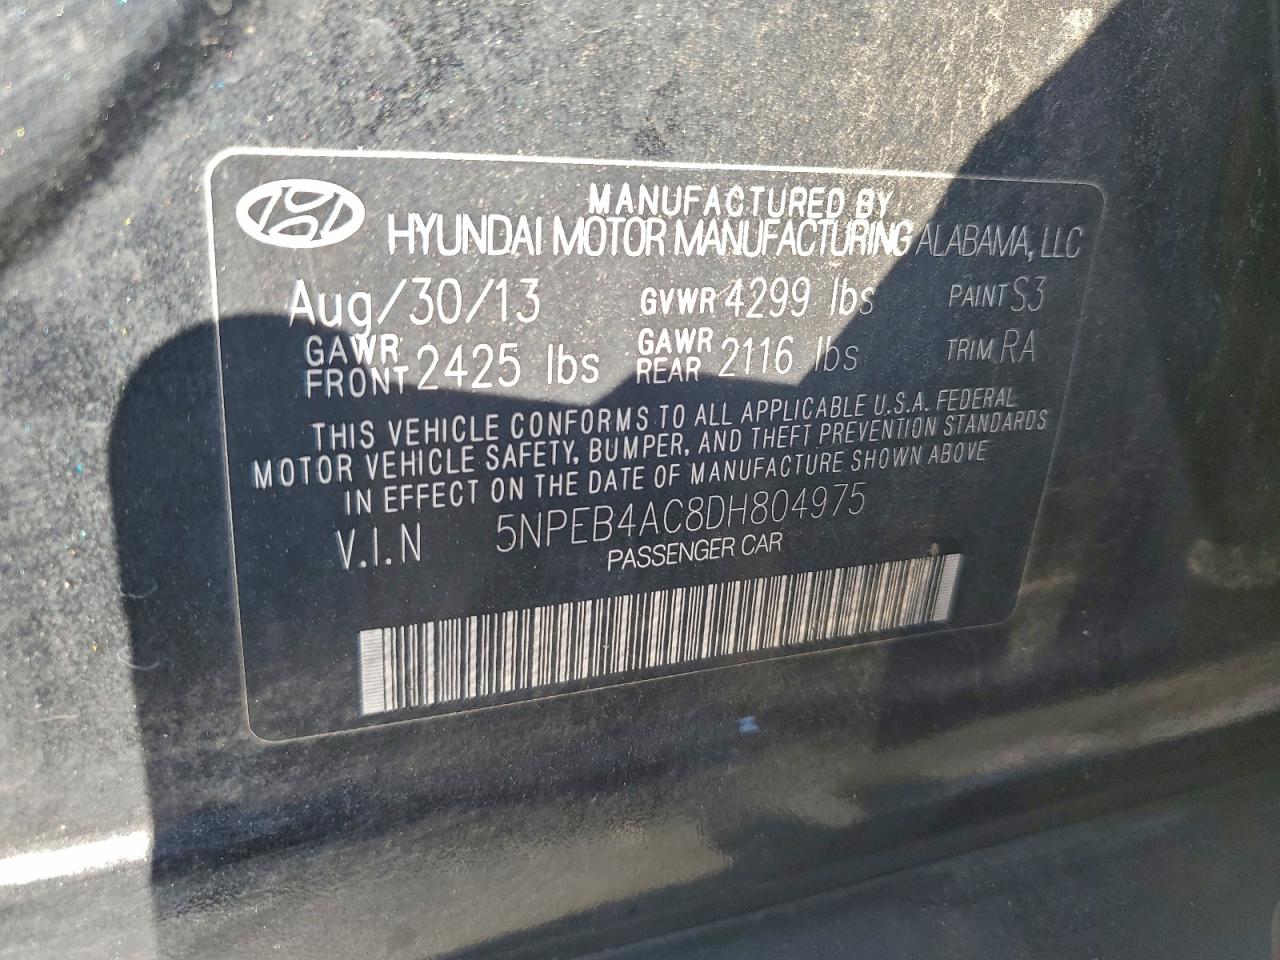 MANUFACTURED BY
HYUNDAI MOTOR MANUFACTURING ALABAMA, LLC
Aug/30/13 GVWR 4299 lbs PAINT S3
GAWR FRONT 2425 lbs GAWR REAR 2116 lbs TRIM RA
THIS VEHICLE CONFORMS TO ALL APPLICABLE U.S.A. FEDERAL
MOTOR VEHICLE SAFETY, BUMPER, AND THEFT PREVENTION STANDARDS
IN EFFECT ON THE DATE OF MANUFACTURE SHOWN ABOVE
V.I.N 5NPEB4AC8DH804975
PASSENGER CAR